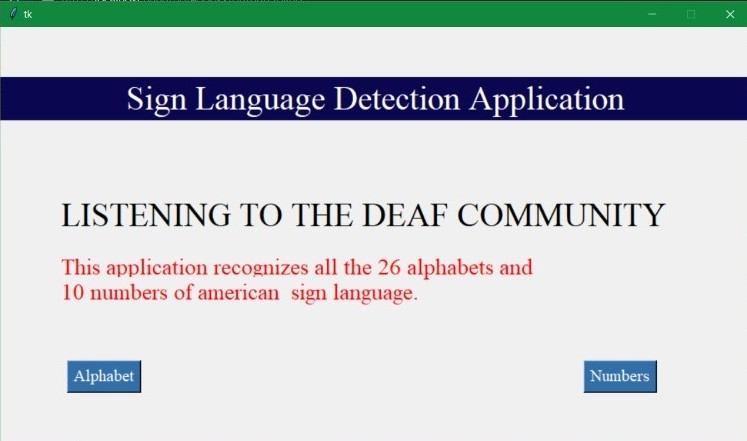 tk
Sign Language Detection Application
LISTENING TO THE DEAF COMMUNITY
This application recognizes all the 26 alphabets and
10 numbers of american  sign language.
Alphabet
Numbers